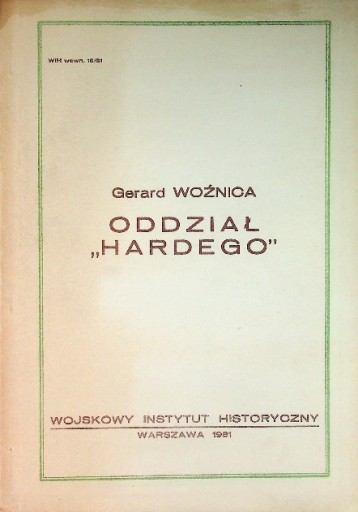 WIH wewn. 16/81
Gerard WOŹNICA
ODDZIAŁ
„HARDEGO"
WOJSKOWY INSTYTUT HISTORYCZNY
WARSZAWA 1981